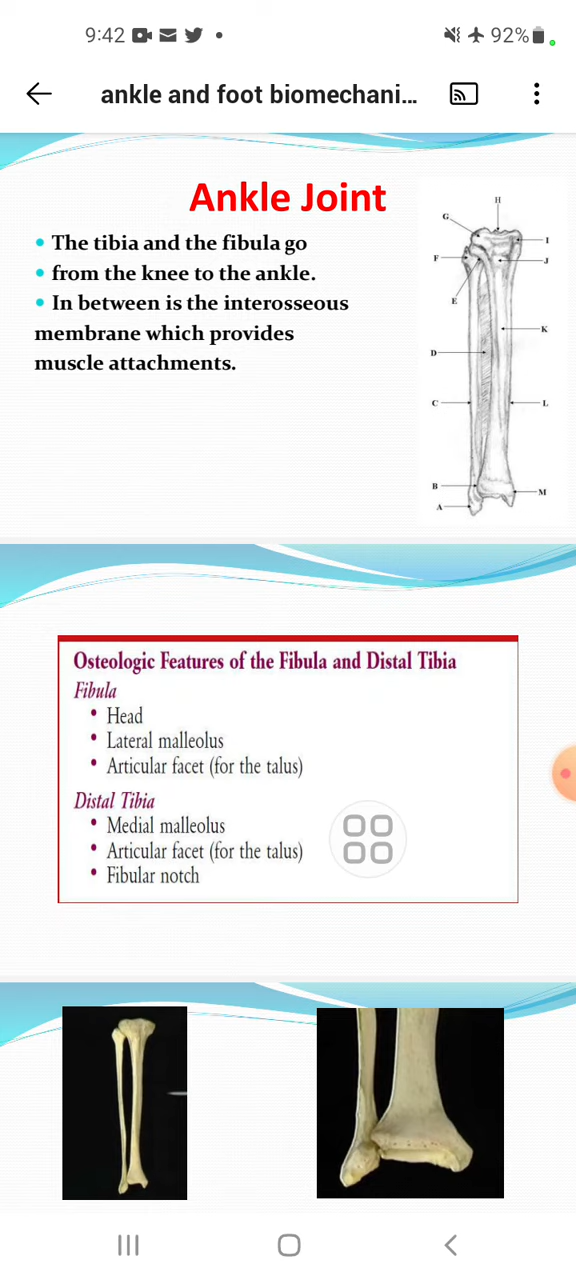 9:42
92%
ankle and foot biomechani...
Ankle Joint
• The tibia and the fibula go
• from the knee to the ankle.
• In between is the interosseous
membrane which provides
muscle attachments.
H
G
I
F
J
E
K
D
C
L
B
M
A
Osteologic Features of the Fibula and Distal Tibia
Fibula
• Head
• Lateral malleolus
• Articular facet (for the talus)
Distal Tibia
• Medial malleolus
• Articular facet (for the talus)
• Fibular notch